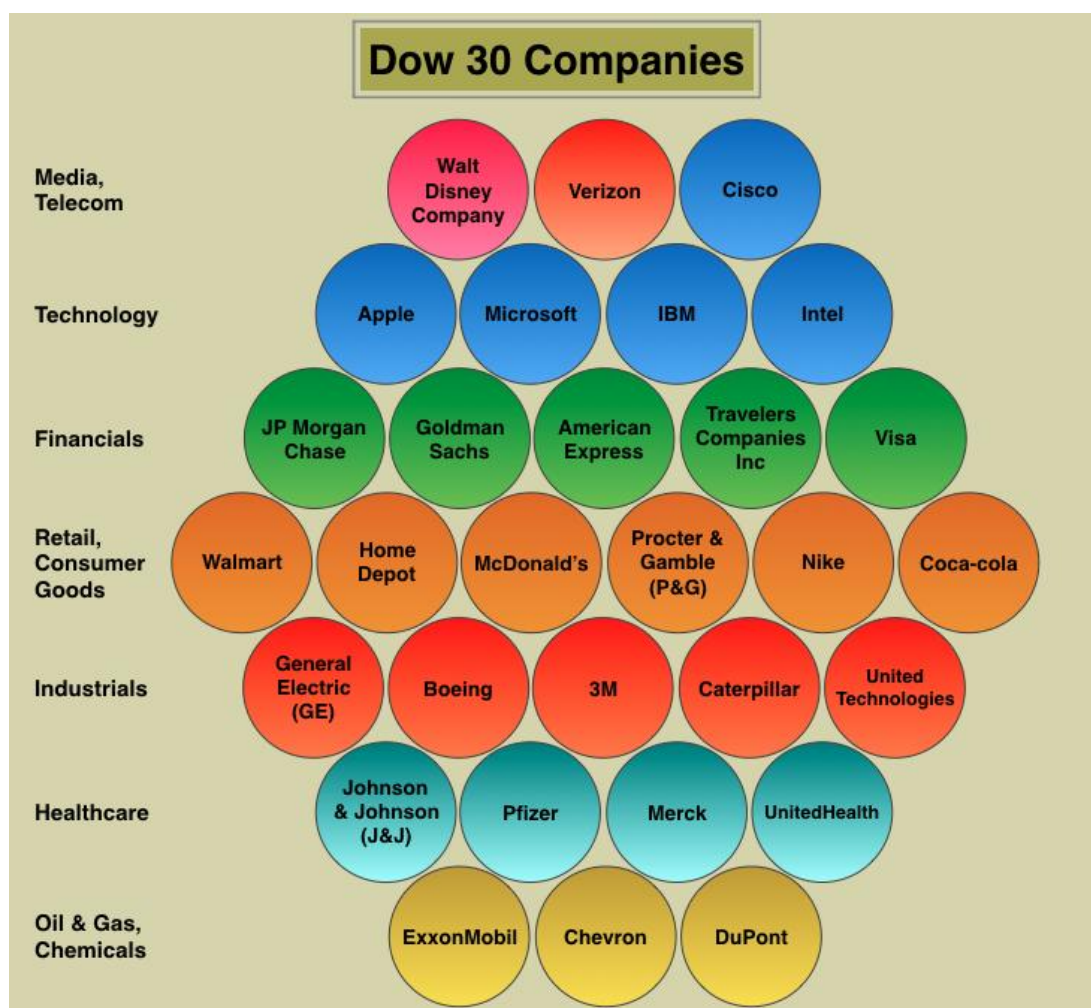 Dow 30 Companies
Media,
Telecom
Walt
Disney
Company
Verizon
Cisco
Technology
Apple
Microsoft
IBM
Intel
Financials
JP Morgan
Chase
Goldman
Sachs
American
Express
Travelers
Companies
Inc
Visa
Retail,
Consumer
Goods
Walmart
Home
Depot
McDonald's
Procter &
Gamble
(P&G)
Nike
Coca-cola
Industrials
General
Electric
(GE)
Boeing
3M
Caterpillar
United
Technologies
Healthcare
Johnson
& Johnson
(J&J)
Pfizer
Merck
UnitedHealth
Oil & Gas,
Chemicals
ExxonMobil
Chevron
DuPont